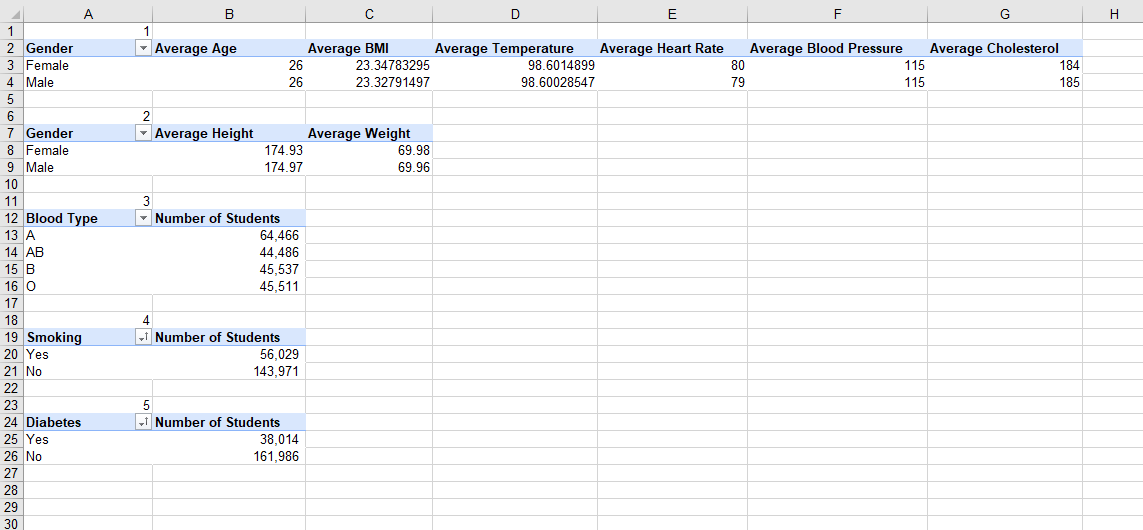 A B C D E F G H
1 1
2 Gender Average Age Average BMI Average Temperature Average Heart Rate Average Blood Pressure Average Cholesterol
3 Female 26 23.34783295 98.6014899 80 115 184
4 Male 26 23.32791497 98.60028547 79 115 185
5
6 2
7 Gender Average Height Average Weight
8 Female 174.93 69.98
9 Male 174.97 69.96
10
11 3
12 Blood Type Number of Students
13 A 64,466
14 AB 44,486
15 B 45,537
16 O 45,511
17
18 4
19 Smoking Number of Students
20 Yes 56,029
21 No 143,971
22
23 5
24 Diabetes Number of Students
25 Yes 38,014
26 No 161,986
27
28
29
30